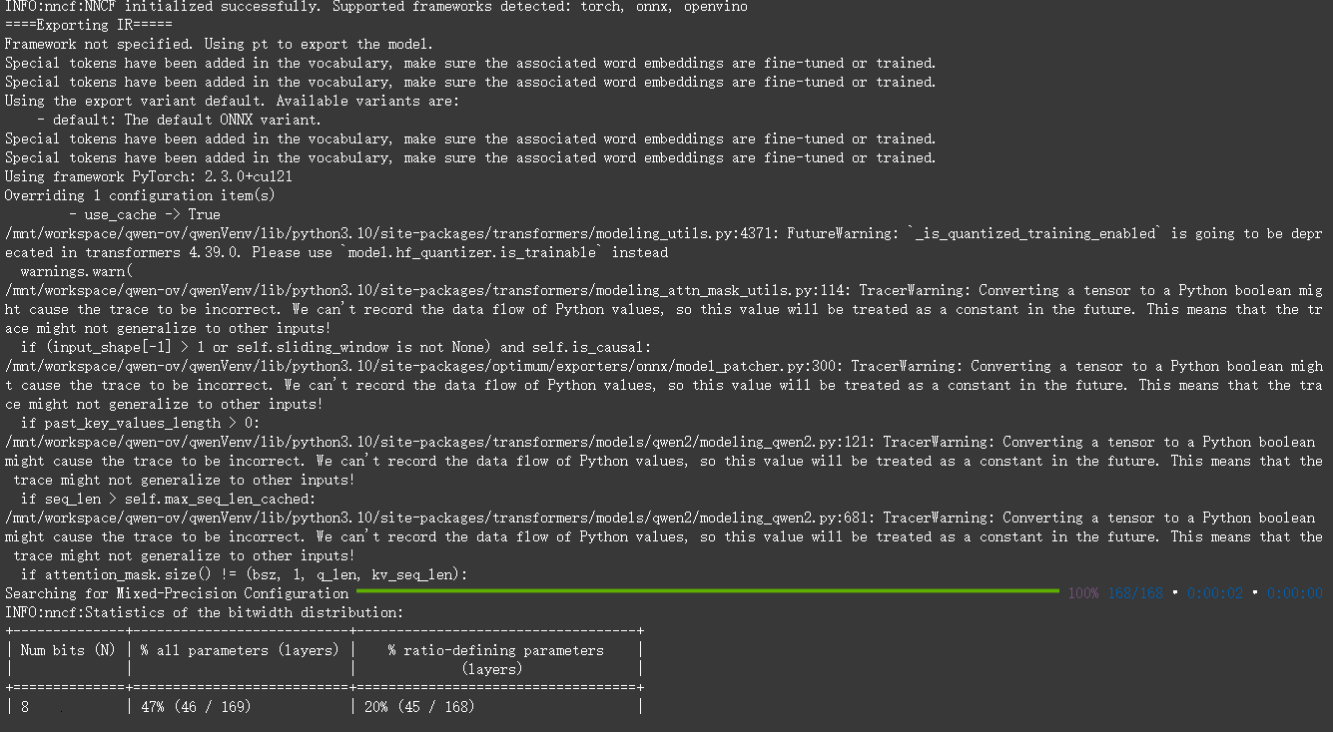 INFO:nncf:NNCF initialized successfully. Supported frameworks detected: torch, onnx, openvino
====Exporting IR=====
Framework not specified. Using pt to export the model.
Special tokens have been added in the vocabulary, make sure the associated word embeddings are fine-tuned or trained.
Special tokens have been added in the vocabulary, make sure the associated word embeddings are fine-tuned or trained.
Using the export variant default. Available variants are:
    - default: The default ONNX variant.
Special tokens have been added in the vocabulary, make sure the associated word embeddings are fine-tuned or trained.
Special tokens have been added in the vocabulary, make sure the associated word embeddings are fine-tuned or trained.
Using framework PyTorch: 2.3.0+cu121
Overriding 1 configuration item(s)
        - use_cache -> True
/mnt/workspace/qwen-ov/qwenVenv/lib/python3.10/site-packages/transformers/modeling_utils.py:4371: FutureWarning: `_is_quantized_training_enabled` is going to be depr
ecated in transformers 4.39.0. Please use `model.hf_quantizer.is_trainable` instead
  warnings.warn(
/mnt/workspace/qwen-ov/qwenVenv/lib/python3.10/site-packages/transformers/modeling_attn_mask_utils.py:114: TracerWarning: Converting a tensor to a Python boolean mig
ht cause the trace to be incorrect. We can't record the data flow of Python values, so this value will be treated as a constant in the future. This means that the tr
ace might not generalize to other inputs!
  if (input_shape[-1] > 1 or self.sliding_window is not None) and self.is_causal:
/mnt/workspace/qwen-ov/qwenVenv/lib/python3.10/site-packages/optimum/exporters/onnx/model_patcher.py:300: TracerWarning: Converting a tensor to a Python boolean migh
t cause the trace to be incorrect. We can't record the data flow of Python values, so this value will be treated as a constant in the future. This means that the tra
ce might not generalize to other inputs!
  if past_key_values_length > 0:
/mnt/workspace/qwen-ov/qwenVenv/lib/python3.10/site-packages/transformers/models/qwen2/modeling_qwen2.py:121: TracerWarning: Converting a tensor to a Python boolean
might cause the trace to be incorrect. We can't record the data flow of Python values, so this value will be treated as a constant in the future. This means that the
 trace might not generalize to other inputs!
  if seq_len > self.max_seq_len_cached:
/mnt/workspace/qwen-ov/qwenVenv/lib/python3.10/site-packages/transformers/models/qwen2/modeling_qwen2.py:681: TracerWarning: Converting a tensor to a Python boolean
might cause the trace to be incorrect. We can't record the data flow of Python values, so this value will be treated as a constant in the future. This means that the
 trace might not generalize to other inputs!
  if attention_mask.size() != (bsz, 1, q_len, kv_seq_len):
Searching for Mixed-Precision Configuration 100% 168/168 • 0:00:02 • 0:00:00
INFO:nncf:Statistics of the bitwidth distribution:
+--------------+---------------------------+-----------------------------------+
| Num bits (N) | % all parameters (layers) | % ratio-defining parameters |
| | | (layers) |
+==============+===========================+===================================+
| 8 | 47% (46 / 169) | 20% (45 / 168) |